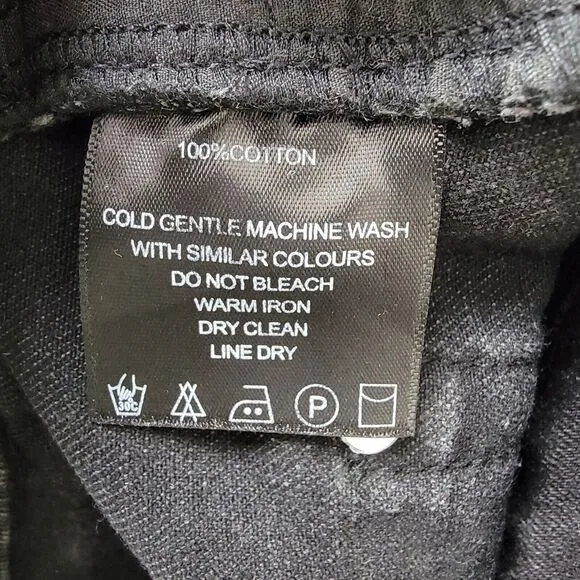 100%COTTON
COLD GENTLE MACHINE WASH
WITH SIMILAR COLOURS
DO NOT BLEACH
WARM IRON
DRY CLEAN
LINE DRY
30C P